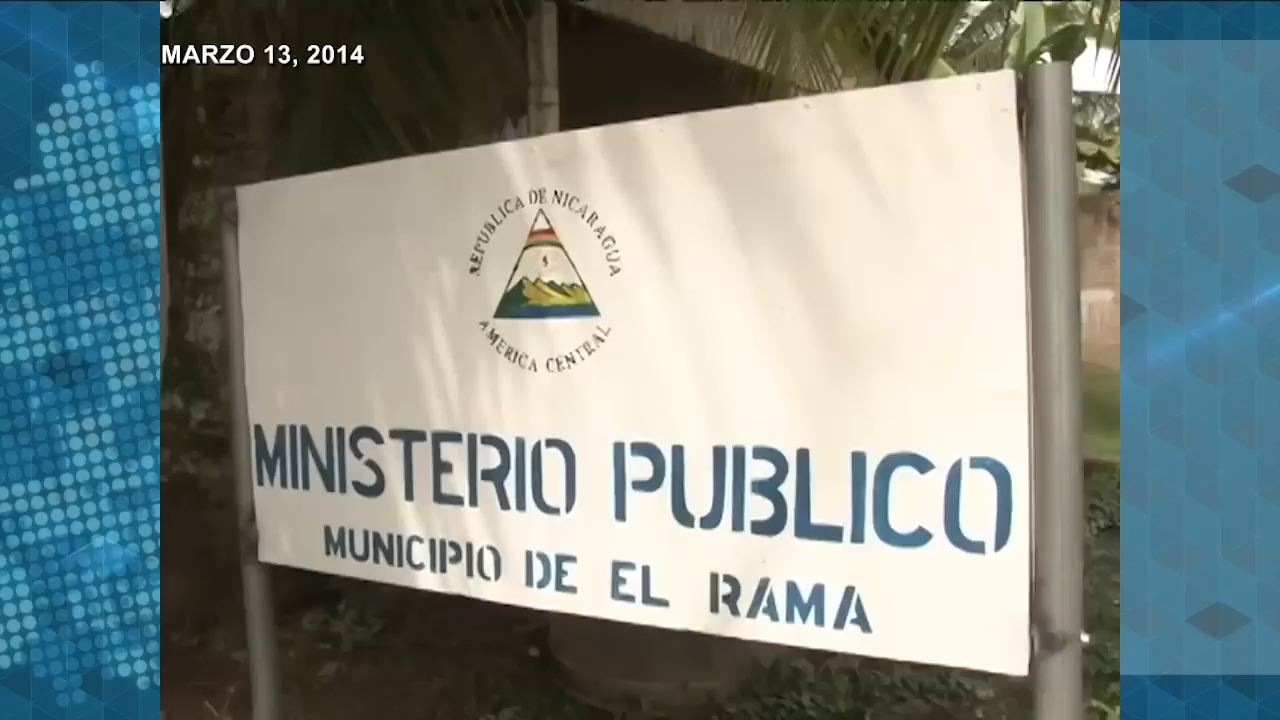 MARZO 13, 2014
REPUBLICA DE NICARAGUA
AMERICA CENTRAL
MINISTERIO PUBLICO
MUNICIPIO DE EL RAMA